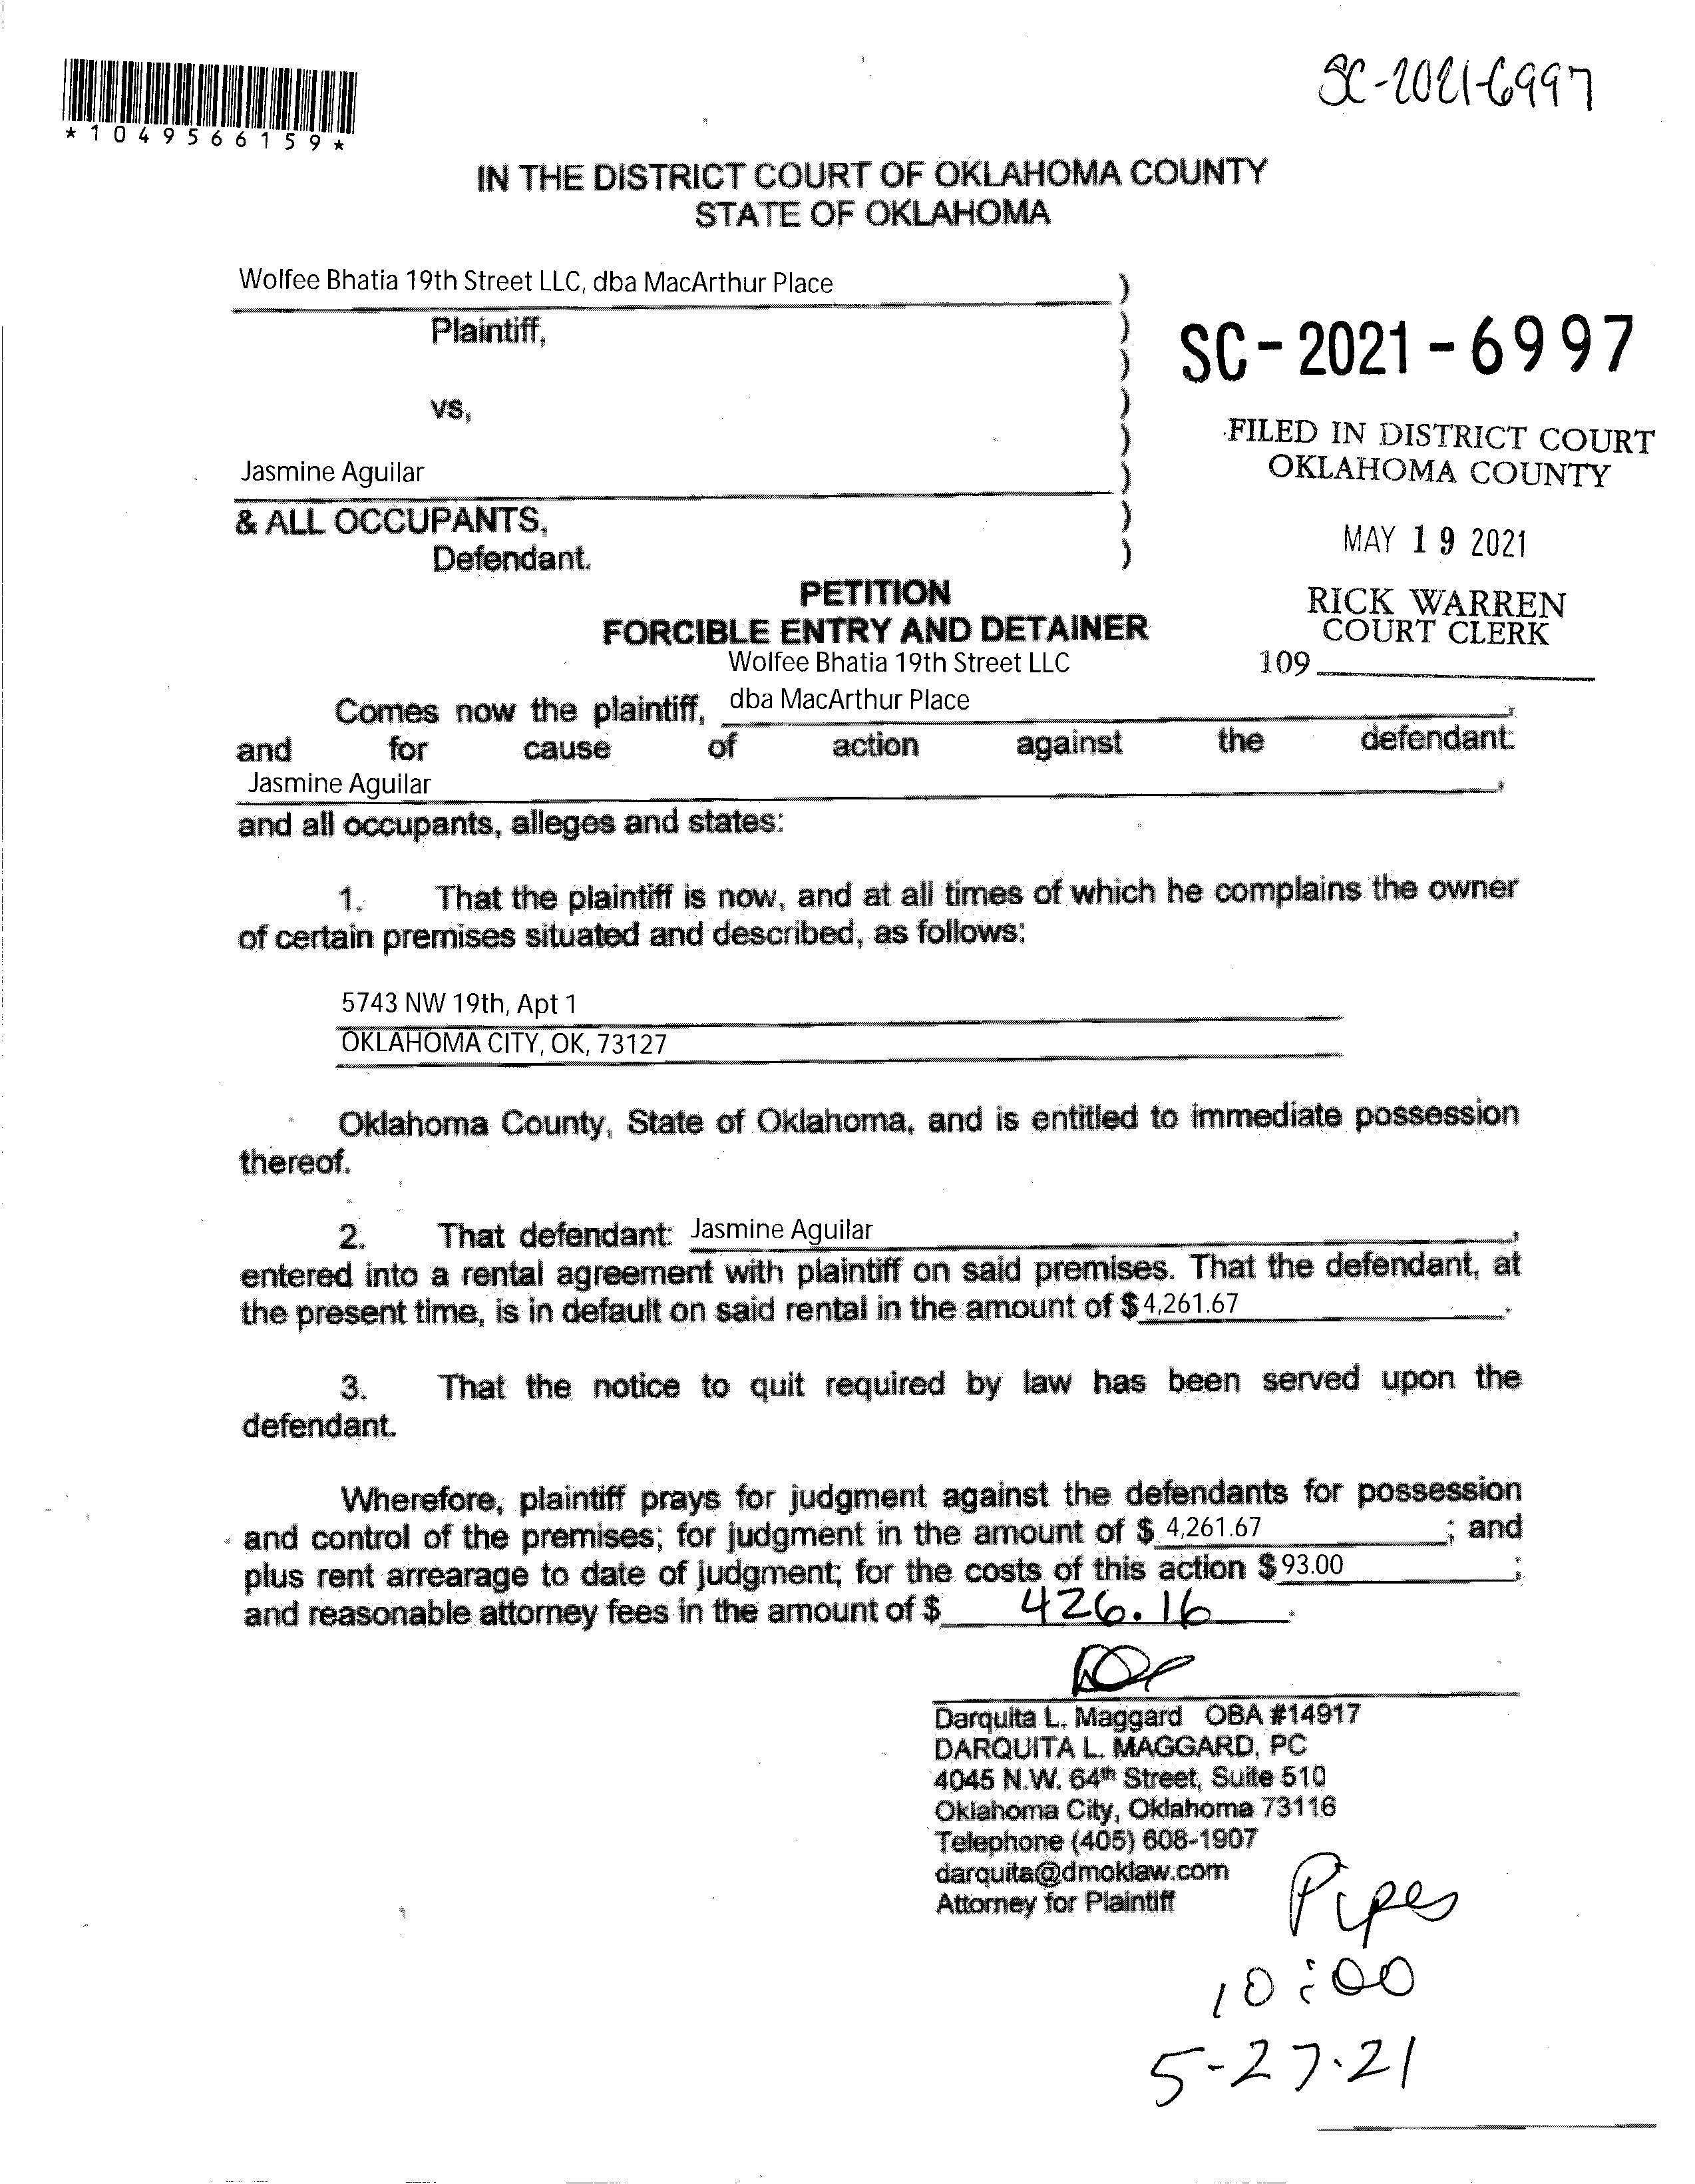 SC-2021-6997
*1049566159*
IN THE DISTRICT COURT OF OKLAHOMA COUNTY
STATE OF OKLAHOMA
Wolfee Bhatia 19th Street LLC, dba MacArthur Place )
Plaintiff, )
)
SC-2021-6997
vs, )
)
FILED IN DISTRICT COURT
OKLAHOMA COUNTY
Jasmine Aguilar )
& ALL OCCUPANTS, )
Defendant. )
MAY 19 2021
PETITION
FORCIBLE ENTRY AND DETAINER
RICK WARREN
COURT CLERK
109
Wolfee Bhatia 19th Street LLC
Comes now the plaintiff, dba MacArthur Place ,
and for cause of action against the defendant:
Jasmine Aguilar ,
and all occupants, alleges and states:
1. That the plaintiff is now, and at all times of which he complains the owner
of certain premises situated and described, as follows:
5743 NW 19th, Apt 1
OKLAHOMA CITY, OK, 73127
Oklahoma County, State of Oklahoma, and is entitled to immediate possession
thereof.
2. That defendant: Jasmine Aguilar ,
entered into a rental agreement with plaintiff on said premises. That the defendant, at
the present time, is in default on said rental in the amount of $4,261.67 .
3. That the notice to quit required by law has been served upon the
defendant.
Wherefore, plaintiff prays for judgment against the defendants for possession
and control of the premises; for judgment in the amount of $ 4,261.67 ; and
plus rent arrearage to date of judgment; for the costs of this action $93.00 ;
and reasonable attorney fees in the amount of $ 426.16 .
Darquita L. Maggard OBA #14917
DARQUITA L. MAGGARD, PC
4045 N.W. 64th Street, Suite 510
Oklahoma City, Oklahoma 73116
Telephone (405) 608-1907
darquita@dmoklaw.com
Attorney for Plaintiff
Pipes
10:00
5-27-21